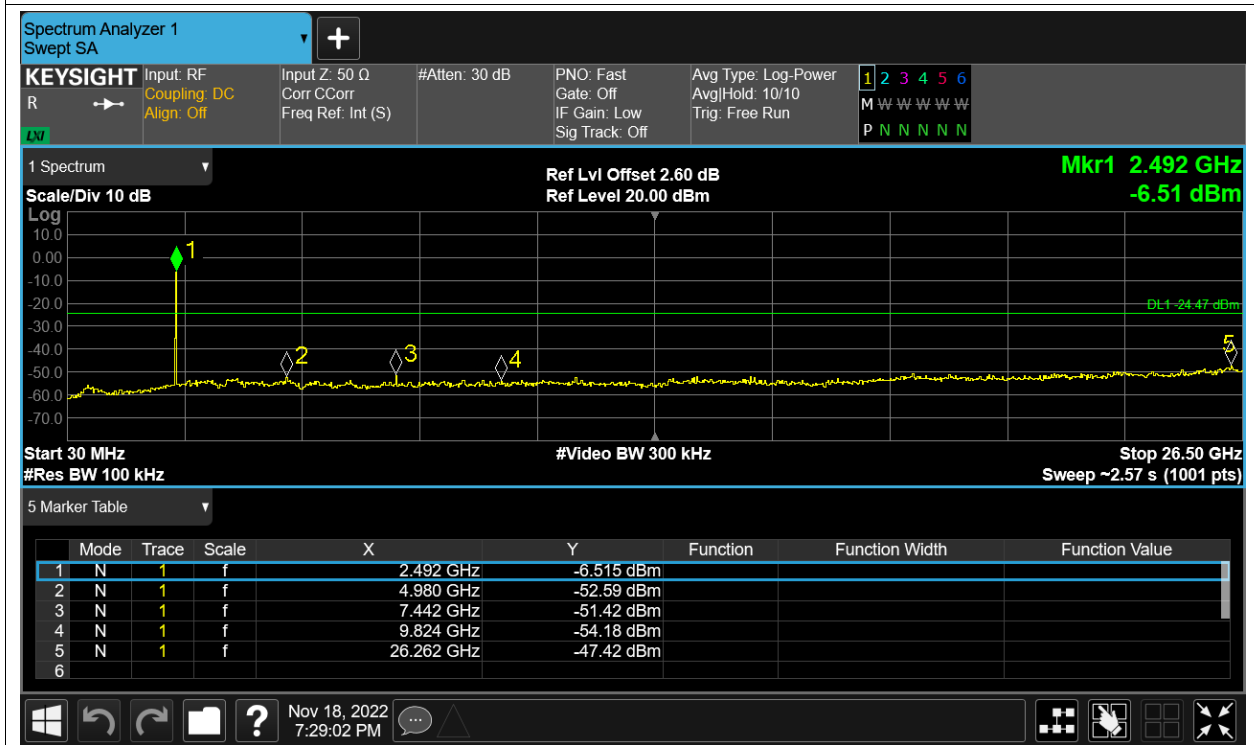 Spectrum Analyzer 1
Swept SA
KEYSIGHT Input: RF Input Z: 50 Ω #Atten: 30 dB PNO: Fast Avg Type: Log-Power 1 2 3 4 5 6
R Coupling: DC Corr CCorr Gate: Off Avg|Hold: 10/10 M W W W W W
Align: Off Freq Ref: Int (S) IF Gain: Low Trig: Free Run
LXI Sig Track: Off P N N N N N
1 Spectrum Ref Lvl Offset 2.60 dB Mkr1 2.492 GHz
Scale/Div 10 dB Ref Level 20.00 dBm -6.51 dBm
Log
10.0
0.00 1
-10.0
-20.0 DL1 -24.47 dBm
-30.0
-40.0 2 3 4 5
-50.0
-60.0
-70.0
Start 30 MHz #Video BW 300 kHz Stop 26.50 GHz
#Res BW 100 kHz Sweep ~2.57 s (1001 pts)
5 Marker Table
Mode Trace Scale X Y Function Function Width Function Value
1 N 1 f 2.492 GHz -6.515 dBm
2 N 1 f 4.980 GHz -52.59 dBm
3 N 1 f 7.442 GHz -51.42 dBm
4 N 1 f 9.824 GHz -54.18 dBm
5 N 1 f 26.262 GHz -47.42 dBm
6
? Nov 18, 2022
7:29:02 PM